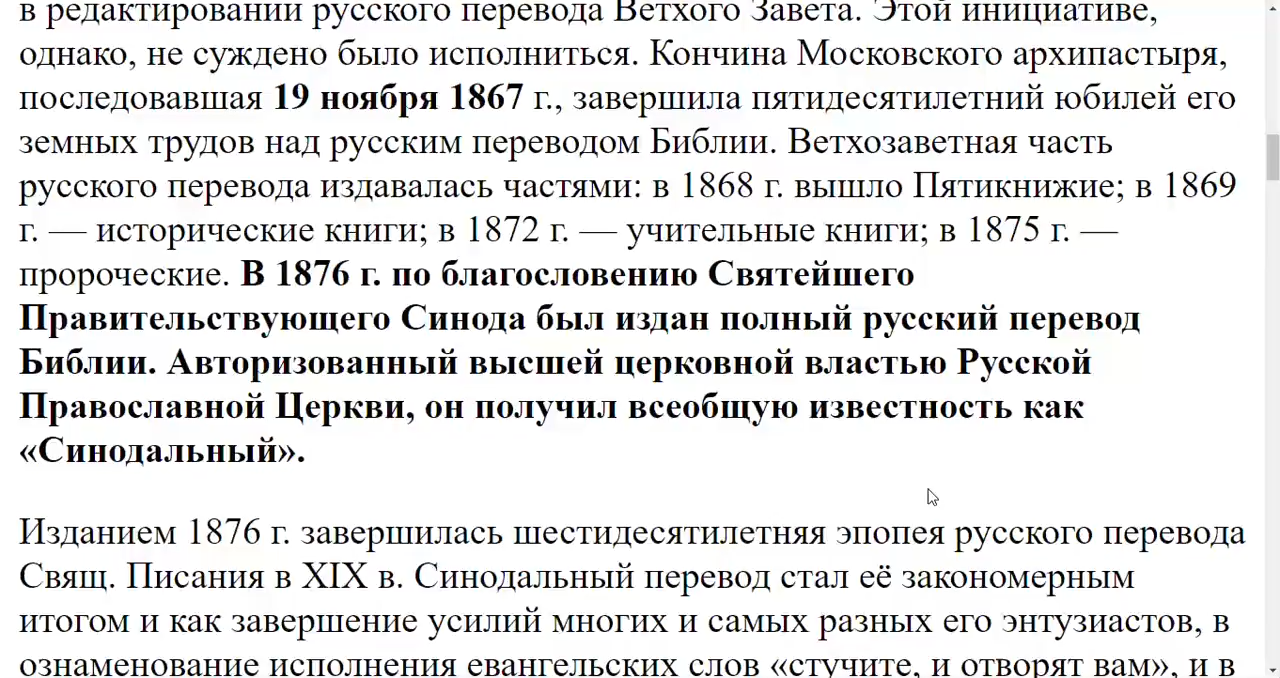 в редактировании русского перевода Ветхого Завета. Этой инициативе,
однако, не суждено было исполниться. Кончина Московского архипастыря,
последовавшая 19 ноября 1867 г., завершила пятидесятилетний юбилей его
земных трудов над русским переводом Библии. Ветхозаветная часть
русского перевода издавалась частями: в 1868 г. вышло Пятикнижие; в 1869
г. — исторические книги; в 1872 г. — учительные книги; в 1875 г. —
пророческие. В 1876 г. по благословению Святейшего
Правительствующего Синода был издан полный русский перевод
Библии. Авторизованный высшей церковной властью Русской
Православной Церкви, он получил всеобщую известность как
«Синодальный».
Изданием 1876 г. завершилась шестидесятилетняя эпопея русского перевода
Свящ. Писания в XIX в. Синодальный перевод стал её закономерным
итогом и как завершение усилий многих и самых разных его энтузиастов, в
ознаменование исполнения евангельских слов «стучите, и отворят вам», и в